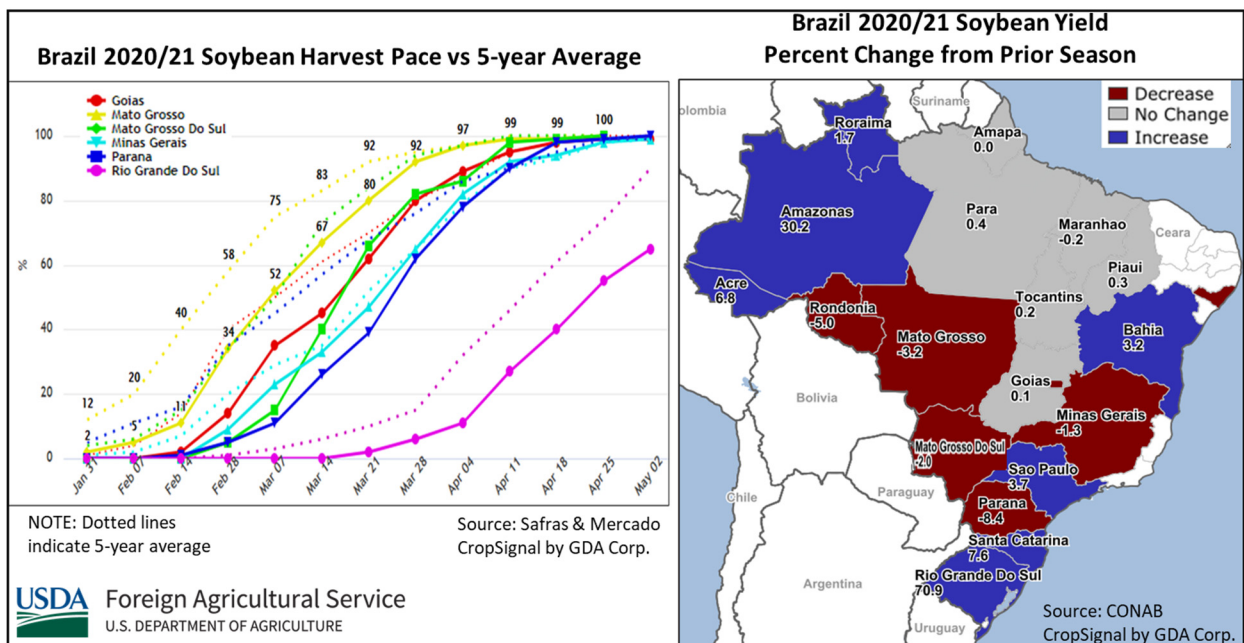 Brazil 2020/21 Soybean Harvest Pace vs 5-year Average
Goias
Mato Grosso
Mato Grosso Do Sul
Minas Gerais
Parana
Rio Grande Do Sul
%
100
80
60
40
20
0
12
2
20
5
40
11
58
34
75
52
83
67
92
80
92
97
99
99
100
Jan 31
Feb 07
Feb 14
Feb 28
Mar 07
Mar 14
Mar 21
Mar 28
Apr 04
Apr 11
Apr 18
Apr 25
May 02
NOTE: Dotted lines
indicate 5-year average
Source: Safras & Mercado
CropSignal by GDA Corp.
USDA
Foreign Agricultural Service
U.S. DEPARTMENT OF AGRICULTURE
Brazil 2020/21 Soybean Yield
Percent Change from Prior Season
Decrease
No Change
Increase
olombia
Suriname
Roraima
1.7
Amapa
0.0
Amazonas
30.2
Para
0.4
Maranhao
-0.2
Ceara
Piaui
0.3
Acre
6.8
Rondonia
-5.0
Tocantins
0.2
Mato Grosso
-3.2
Bahia
3.2
Goias
0.1
Bolivia
Minas Gerais
-1.3
Mato Grosso Do Sul
-2.0
Sao Paulo
3.7
Paraguay
Chile
Parana
-8.4
Santa Catarina
7.6
Rio Grande Do Sul
70.9
Argentina
Uruguay
Source: CONAB
CropSignal by GDA Corp.